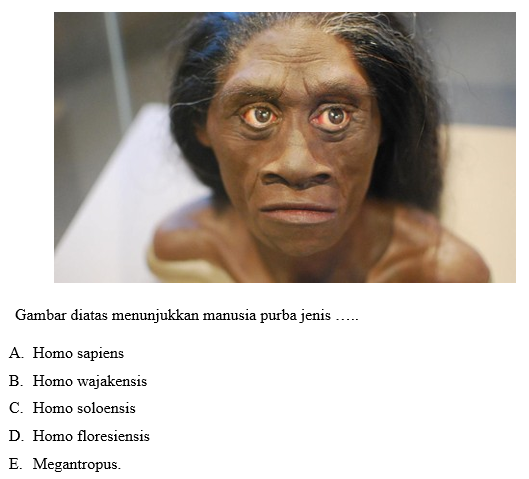 Gambar diatas menunjukkan manusia purba jenis …..
A. Homo sapiens
B. Homo wajakensis
C. Homo soloensis
D. Homo floresiensis
E. Megantropus.